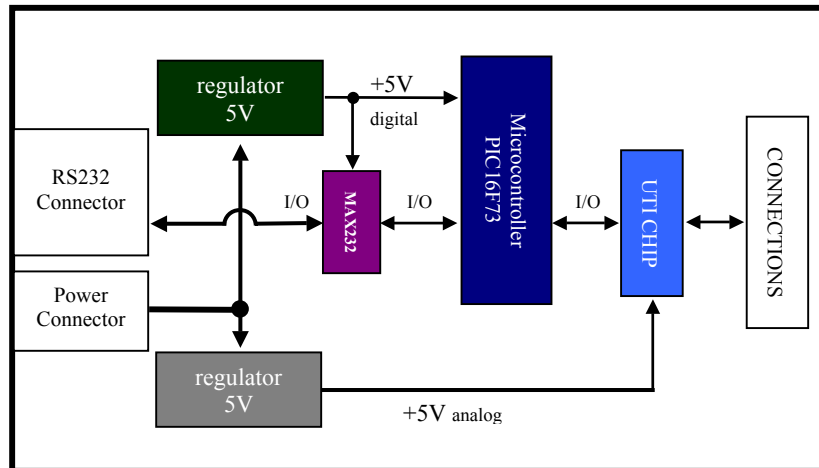 regulator
5V
+5V
digital
Microcontroller
PIC16F73
RS232
Connector
I/O
MAX232
I/O
I/O
UTI CHIP
CONNECTIONS
Power
Connector
regulator
5V
+5V analog